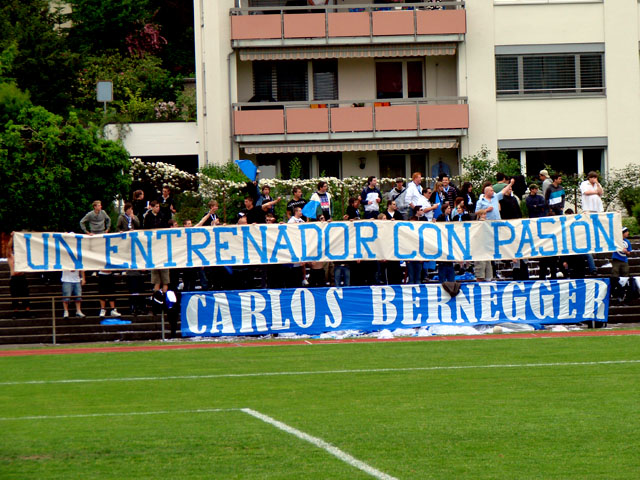 UN ENTRENADOR CON PASIÓN
CARLOS BERNEGGER